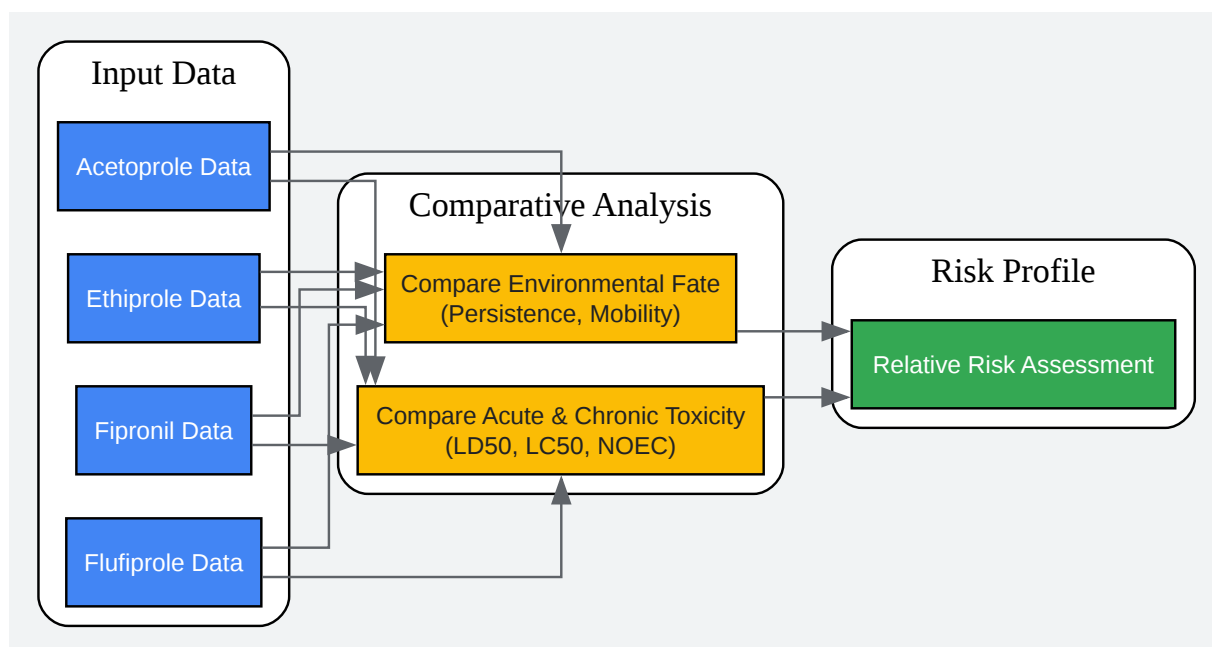 Input Data
Acetoprole Data
Ethiprole Data
Fipronil Data
Flufiprole Data
Comparative Analysis
Compare Environmental Fate
(Persistence, Mobility)
Compare Acute & Chronic Toxicity
(LD50, LC50, NOEC)
Risk Profile
Relative Risk Assessment